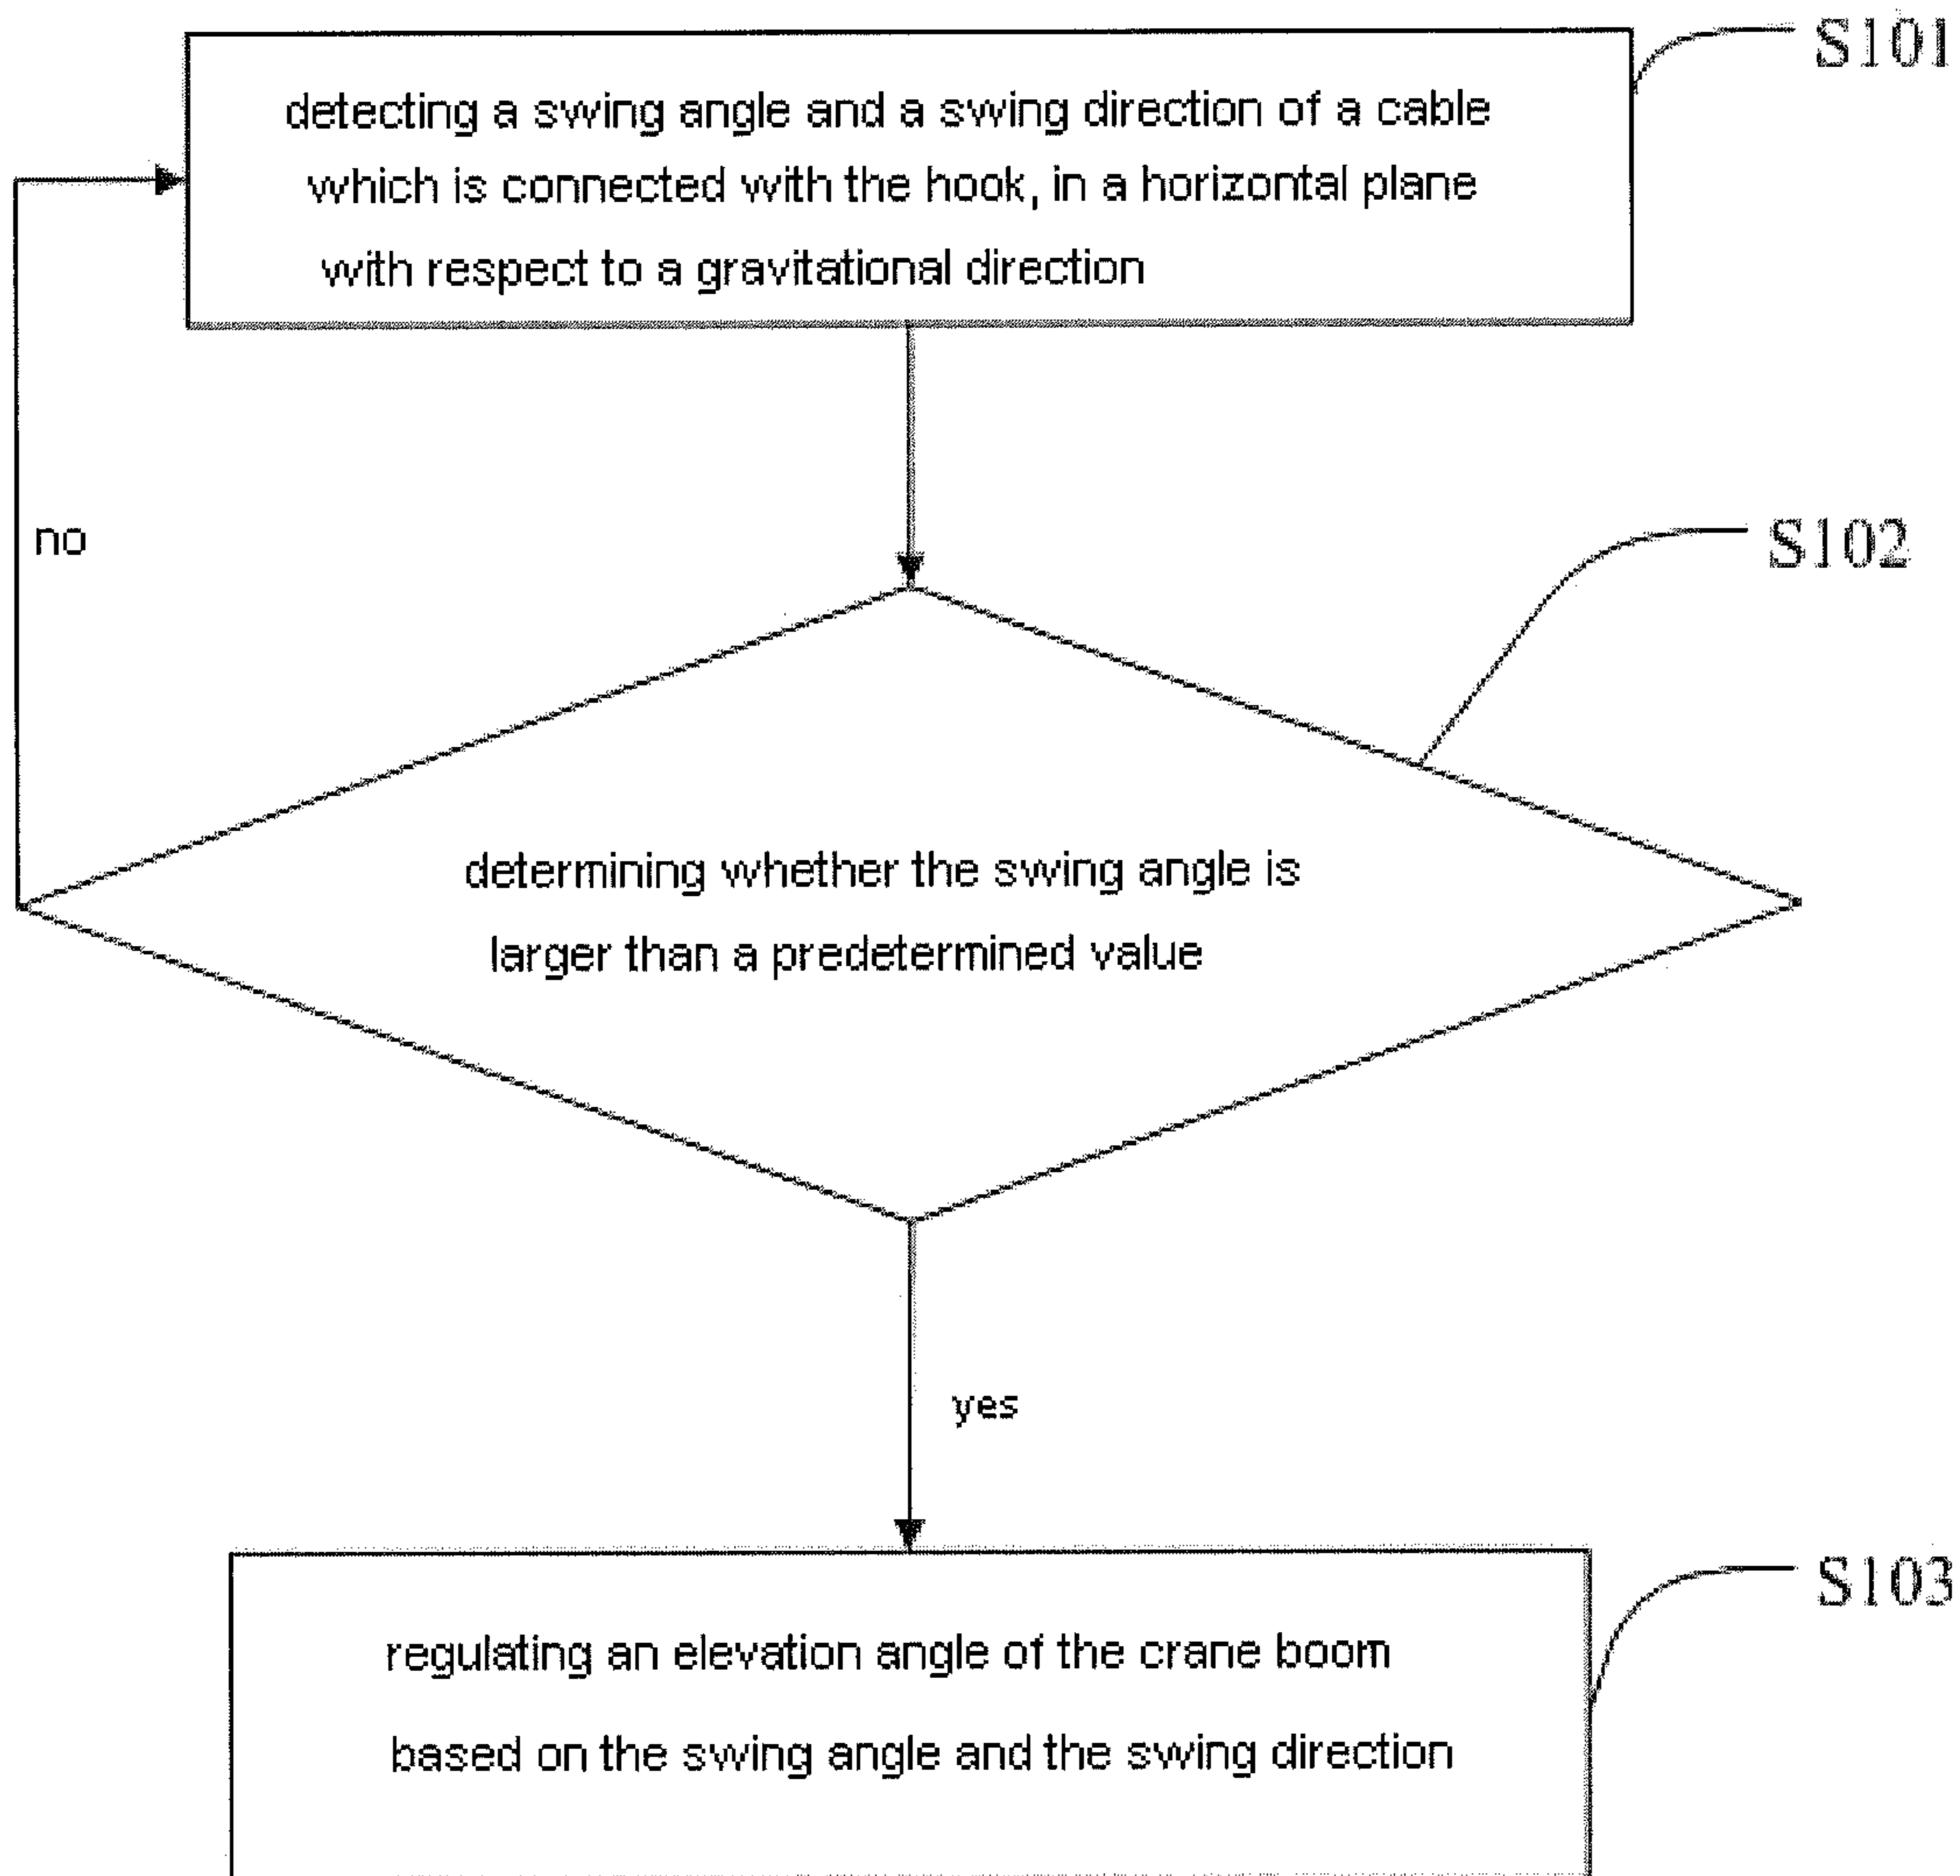 S101
detecting a swing angle and a swing direction of a cable
which is connected with the hook, in a horizontal plane
with respect to a gravitational direction
no
S102
determining whether the swing angle is
larger than a predetermined value
yes
S103
regulating an elevation angle of the crane boom
based on the swing angle and the swing direction